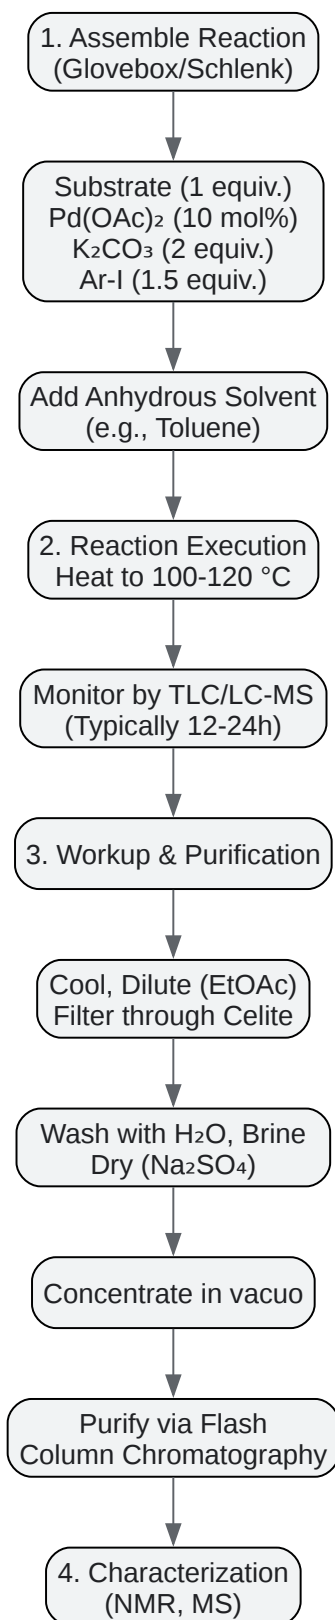 1. Assemble Reaction
(Glovebox/Schlenk)
Substrate (1 equiv.)
Pd(OAc)₂ (10 mol%)
K₂CO₃ (2 equiv.)
Ar-I (1.5 equiv.)
Add Anhydrous Solvent
(e.g., Toluene)
2. Reaction Execution
Heat to 100-120 °C
Monitor by TLC/LC-MS
(Typically 12-24h)
3. Workup & Purification
Cool, Dilute (EtOAc)
Filter through Celite
Wash with H₂O, Brine
Dry (Na₂SO₄)
Concentrate in vacuo
Purify via Flash
Column Chromatography
4. Characterization
(NMR, MS)